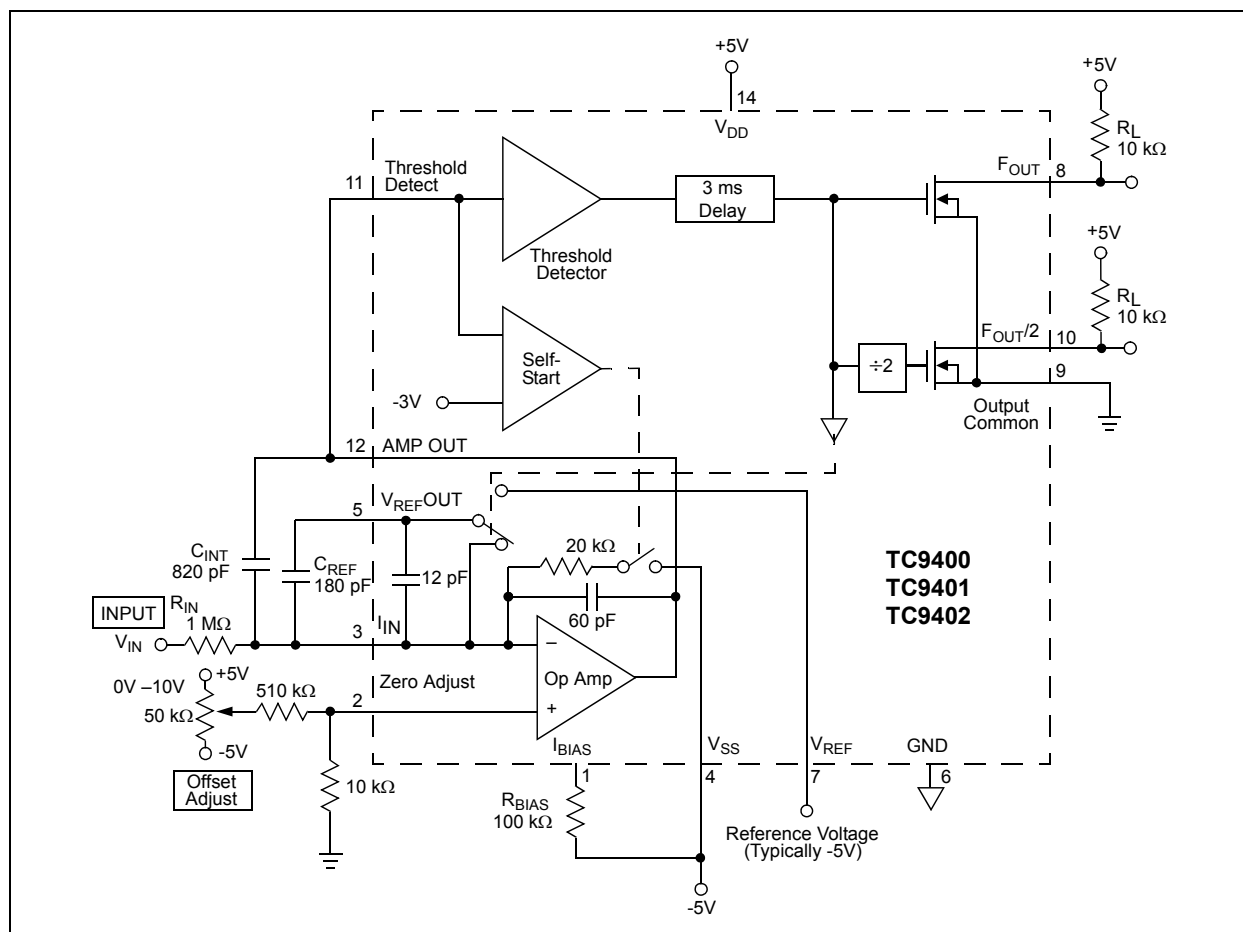 +5V
14
V_DD
+5V
R_L
10 kΩ
F_OUT
8
11
Threshold
Detect
3 ms
Delay
Threshold
Detector
+5V
R_L
10 kΩ
F_OUT/2
10
÷2
9
Output
Common
Self-
Start
-3V
12
AMP OUT
V_REFOUT
5
C_INT
820 pF
C_REF
180 pF
12 pF
20 kΩ
60 pF
TC9400
TC9401
TC9402
INPUT
R_IN
1 MΩ
V_IN
3
I_IN
–
Op Amp
+
Zero Adjust
2
0V –10V
+5V
50 kΩ
-5V
510 kΩ
Offset
Adjust
10 kΩ
I_BIAS
1
R_BIAS
100 kΩ
V_SS
4
V_REF
7
GND
6
Reference Voltage
(Typically -5V)
-5V